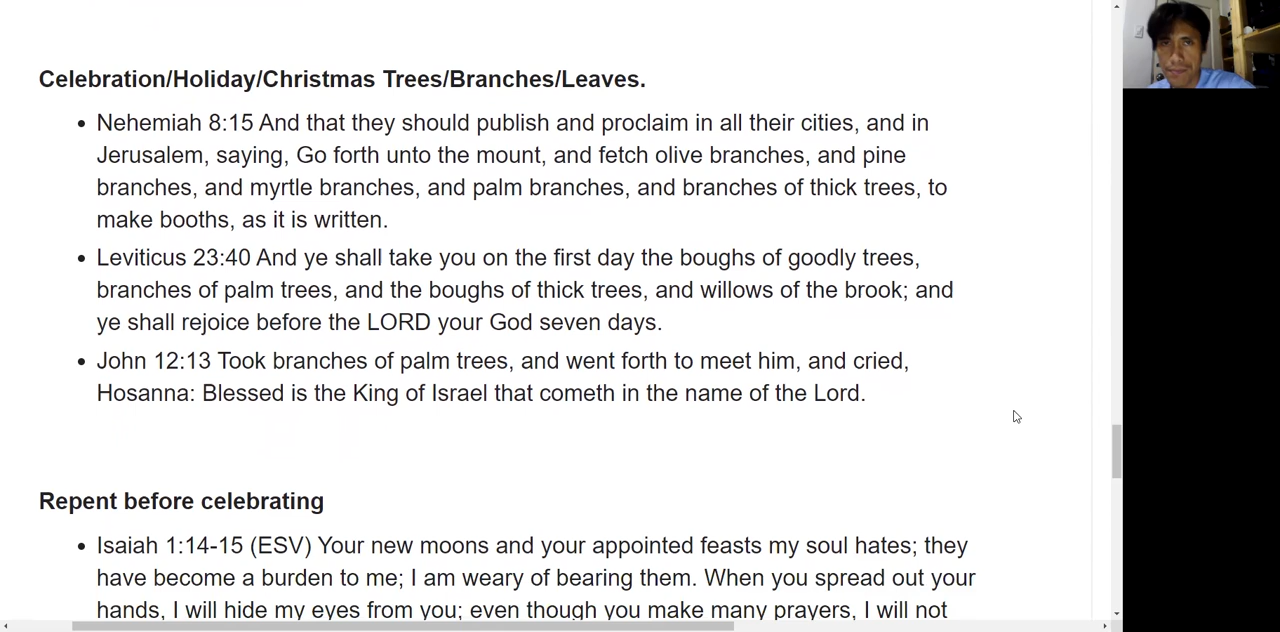 Celebration/Holiday/Christmas Trees/Branches/Leaves.
• Nehemiah 8:15 And that they should publish and proclaim in all their cities, and in
Jerusalem, saying, Go forth unto the mount, and fetch olive branches, and pine
branches, and myrtle branches, and palm branches, and branches of thick trees, to
make booths, as it is written.
• Leviticus 23:40 And ye shall take you on the first day the boughs of goodly trees,
branches of palm trees, and the boughs of thick trees, and willows of the brook; and
ye shall rejoice before the LORD your God seven days.
• John 12:13 Took branches of palm trees, and went forth to meet him, and cried,
Hosanna: Blessed is the King of Israel that cometh in the name of the Lord.
Repent before celebrating
• Isaiah 1:14-15 (ESV) Your new moons and your appointed feasts my soul hates; they
have become a burden to me; I am weary of bearing them. When you spread out your
hands, I will hide my eyes from you; even though you make many prayers, I will not